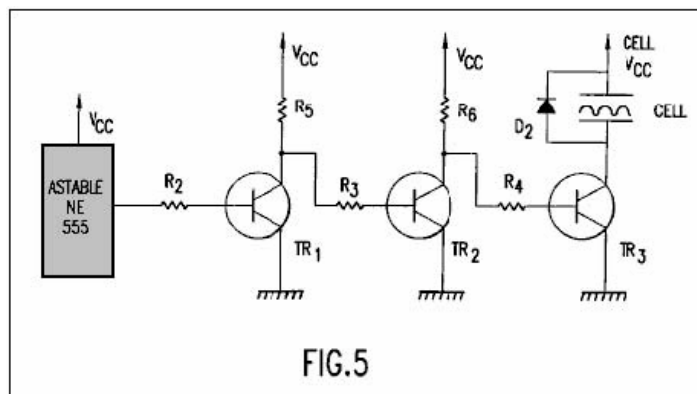 VCC
VCC
CELL
VCC
R5
R6
D2
CELL
VCC
ASTABLE
NE
555
R2
R3
R4
TR1
TR2
TR3
FIG.5